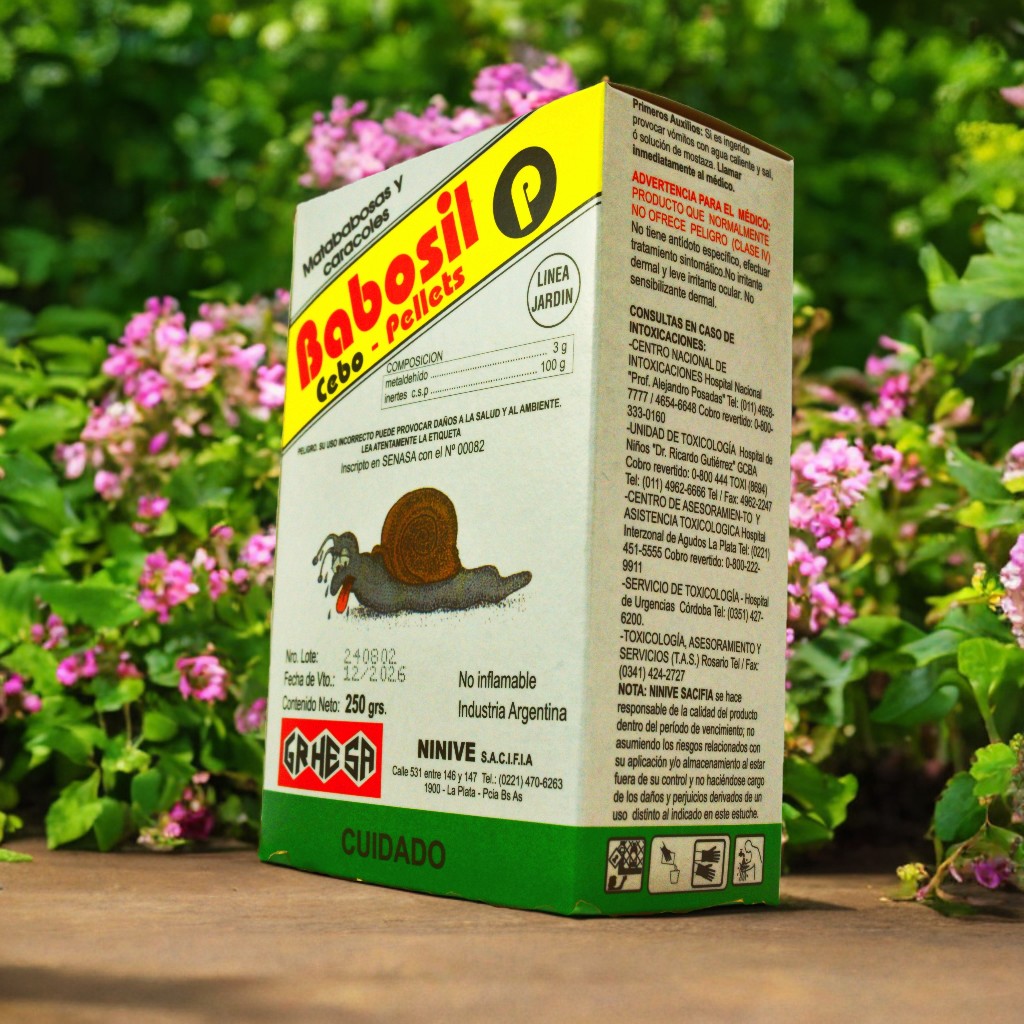 Matababosas y
caracoles
Babosil
Cebo - Pellets
P
LINEA
JARDIN
COMPOSICION
metaldehido ........................ 3 g
inertes c.s.p ........................ 100 g
PELIGRO. SU USO INCORRECTO PUEDE PROVOCAR DAÑOS A LA SALUD Y AL AMBIENTE.
LEA ATENTAMENTE LA ETIQUETA
Inscripto en SENASA con el Nº 00082
Nro. Lote: 240802
Fecha de Vto.: 12/2026
Contenido Neto: 250 grs.
No inflamable
Industria Argentina
GRHESA
NINIVE S.A.C.I.F.I.A
Calle 531 entre 146 y 147 Tel.: (0221) 470-6263
1900 - La Plata - Pcia Bs As
CUIDADO
Primeros Auxilios: Si es ingerido
provocar vómitos con agua caliente y sal,
ó solución de mostaza. Llamar
inmediatamente al médico.
ADVERTENCIA PARA EL MÉDICO:
PRODUCTO QUE NORMALMENTE
NO OFRECE PELIGRO (CLASE IV)
No tiene antidoto especifico, efectuar
tratamiento sintomático.No irritante
dermal y leve irritante ocular. No
sensibilizante dermal.
CONSULTAS EN CASO DE
INTOXICACIONES:
-CENTRO NACIONAL DE
INTOXICACIONES Hospital Nacional
"Prof. Alejandro Posadas" Tel: (011) 4658-
7777 / 4654-6648 Cobro revertido: 0-800-
333-0160
-UNIDAD DE TOXICOLOGÍA Hospital de
Niños "Dr. Ricardo Gutiérrez" GCBA
Cobro revertido: 0-800 444 TOXI (8694)
Tel: (011) 4962-6666 Tel / Fax: 4962-2247
-CENTRO DE ASESORAMIEN-TO Y
ASISTENCIA TOXICOLOGICA Hospital
Interzonal de Agudos La Plata Tel: (0221)
451-5555 Cobro revertido: 0-800-222-
9911
-SERVICIO DE TOXICOLOGÍA - Hospital
de Urgencias Córdoba Tel: (0351) 427-
6200.
-TOXICOLOGÍA, ASESORAMIENTO Y
SERVICIOS (T.A.S.) Rosario Tel / Fax:
(0341) 424-2727
NOTA: NINIVE SACIFIA se hace
responsable de la calidad del producto
dentro del período de vencimiento; no
asumiendo los riesgos relacionados con
su aplicación y/o almacenamiento al estar
fuera de su control y no haciéndose cargo
de los daños y perjuicios derivados de un
uso distinto al indicado en este estuche.